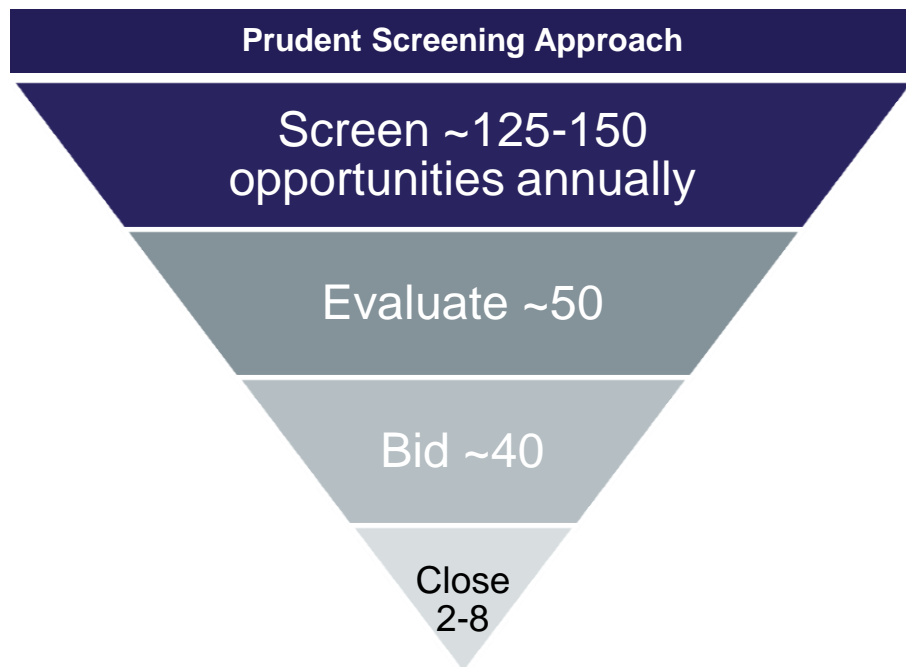 Prudent Screening Approach
Screen ~125-150
opportunities annually
Evaluate ~50
Bid ~40
Close
2-8